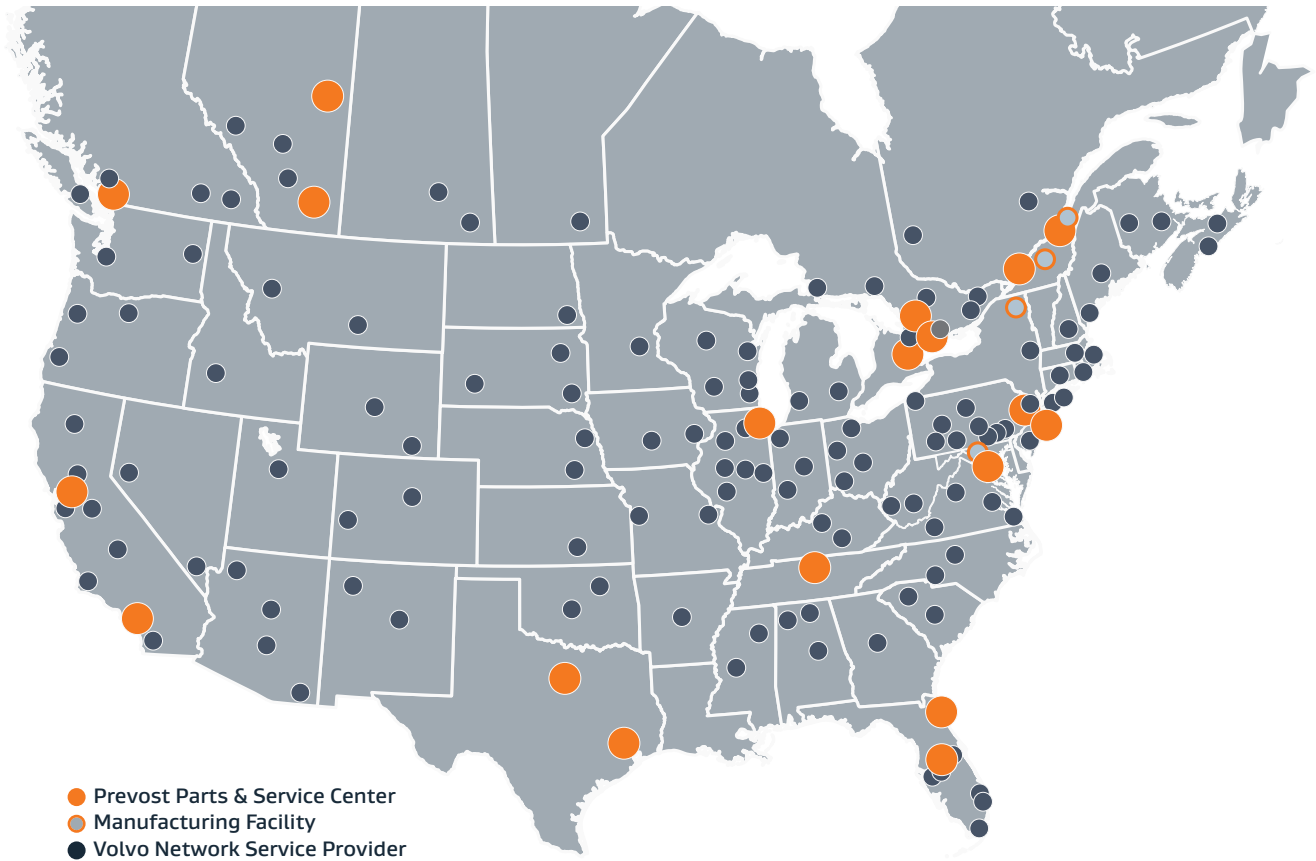 Prevost Parts & Service Center
Manufacturing Facility
Volvo Network Service Provider